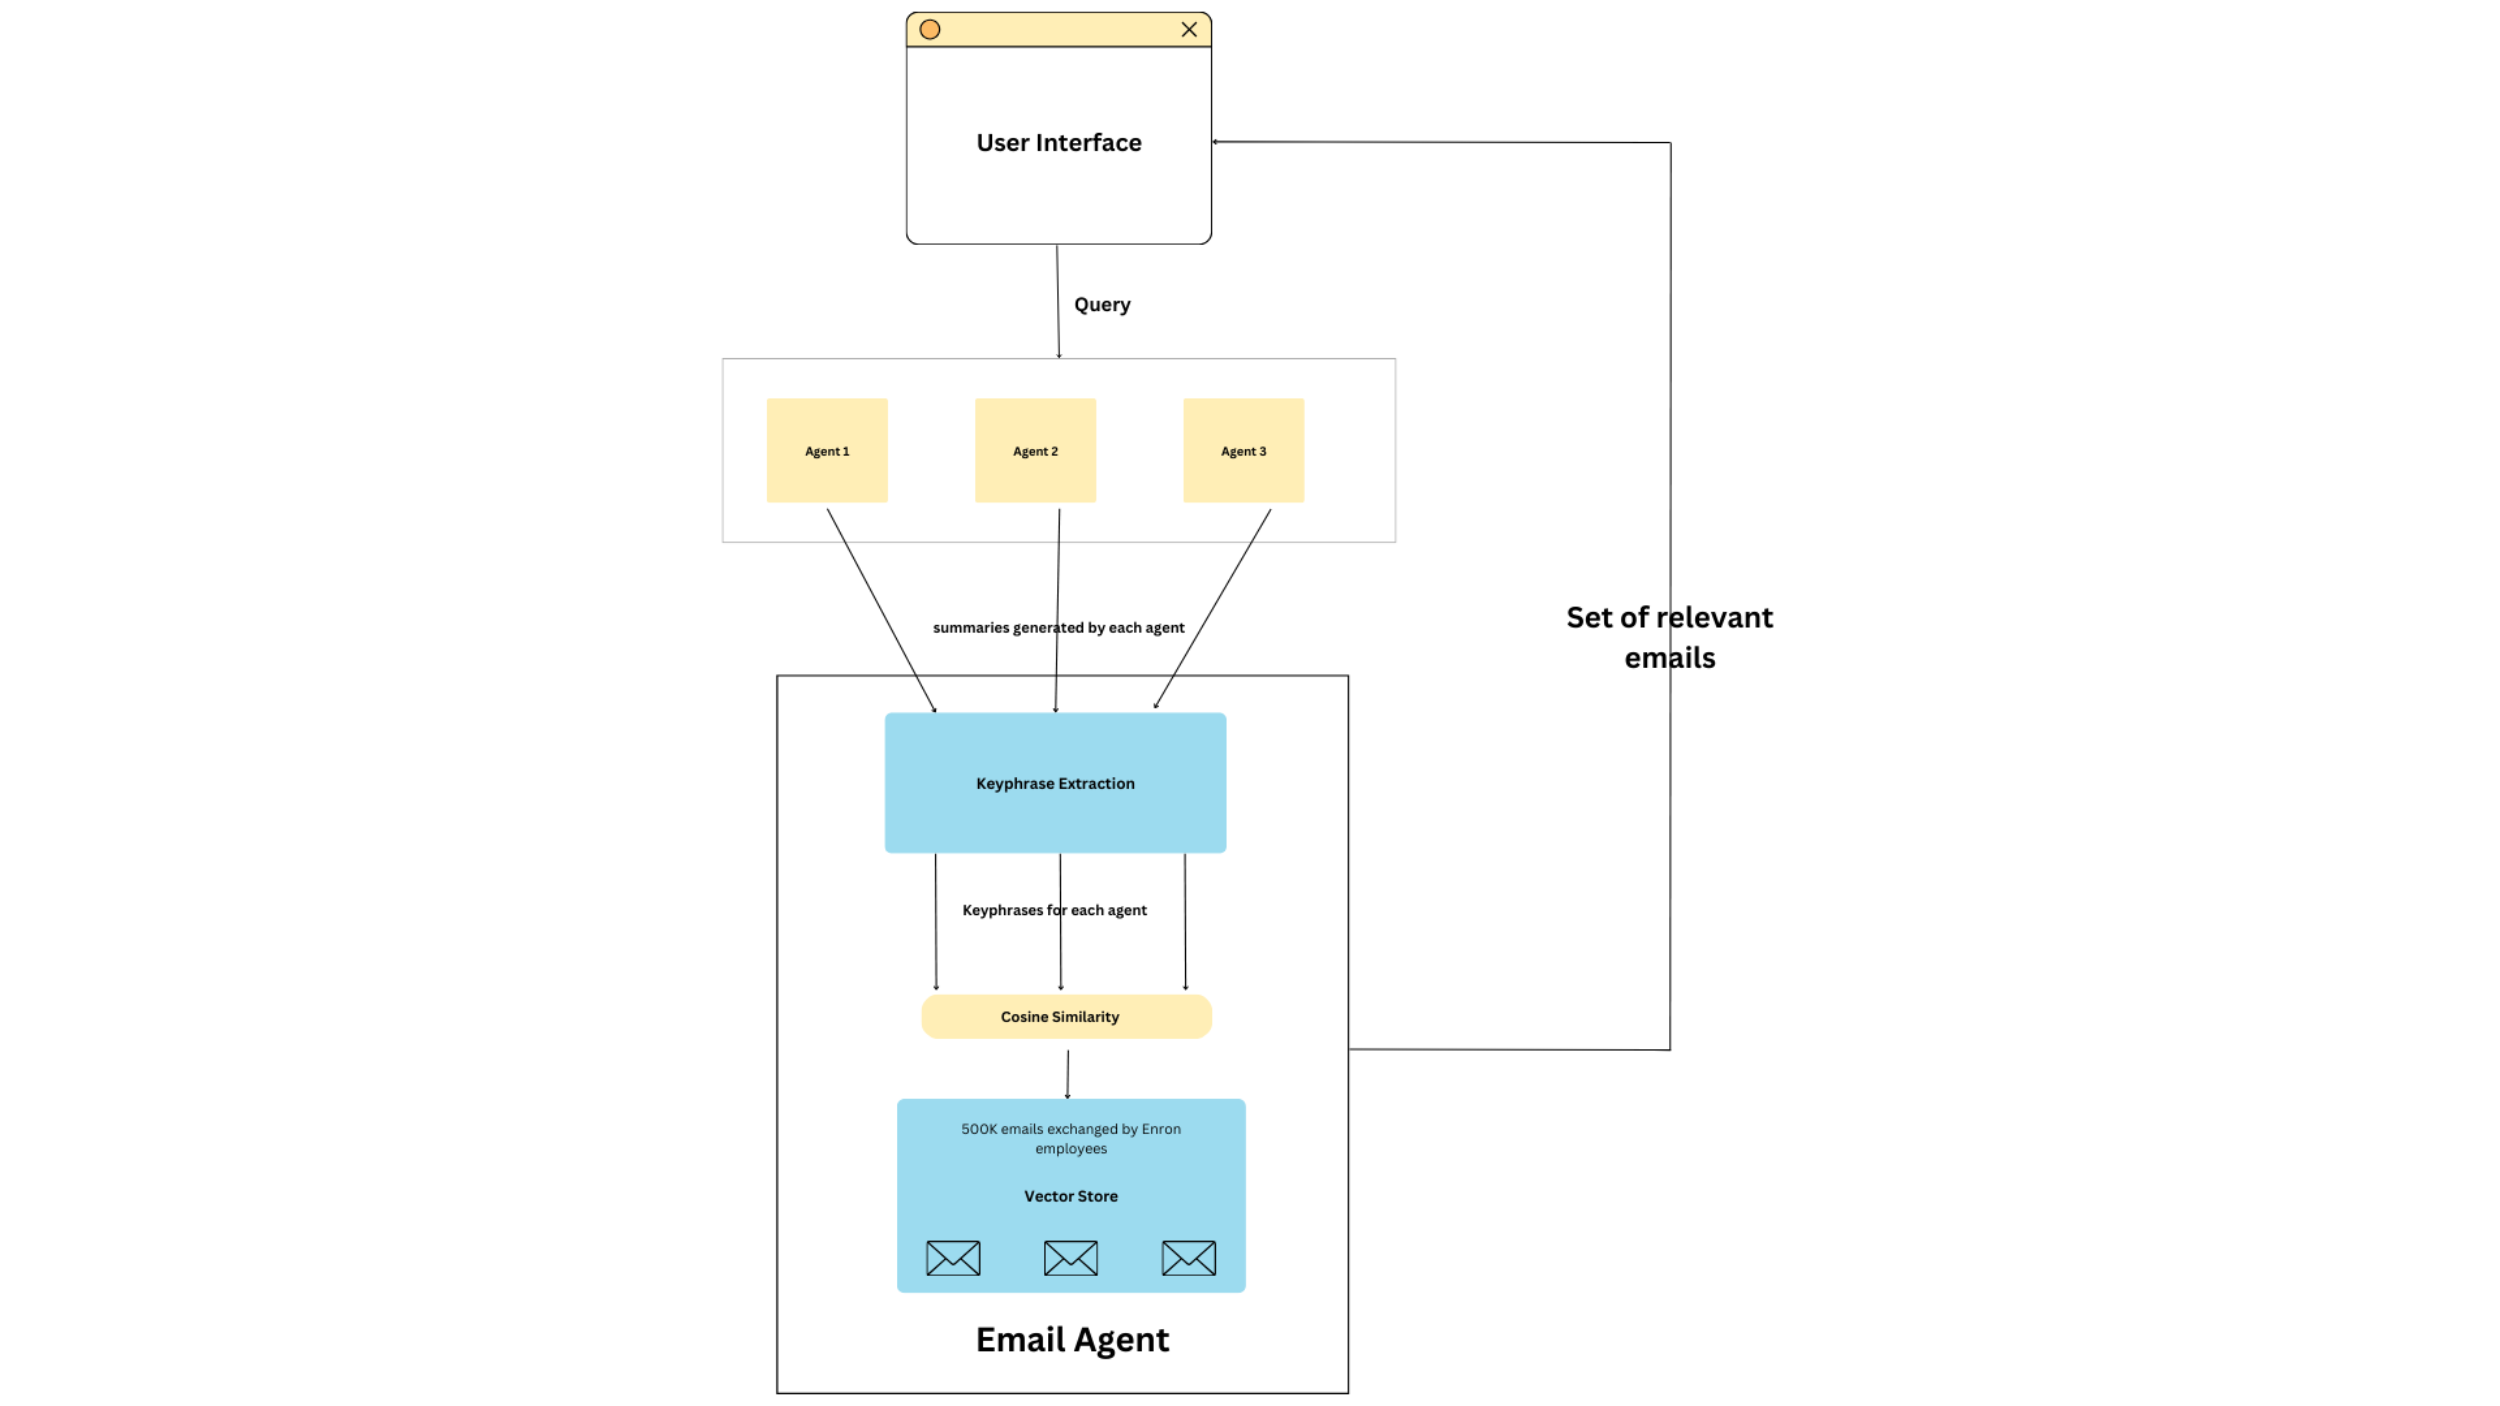 User Interface
Query
Agent 1
Agent 2
Agent 3
summaries generated by each agent
Set of relevant
emails
Keyphrase Extraction
Keyphrases for each agent
Cosine Similarity
500K emails exchanged by Enron
employees
Vector Store
Email Agent